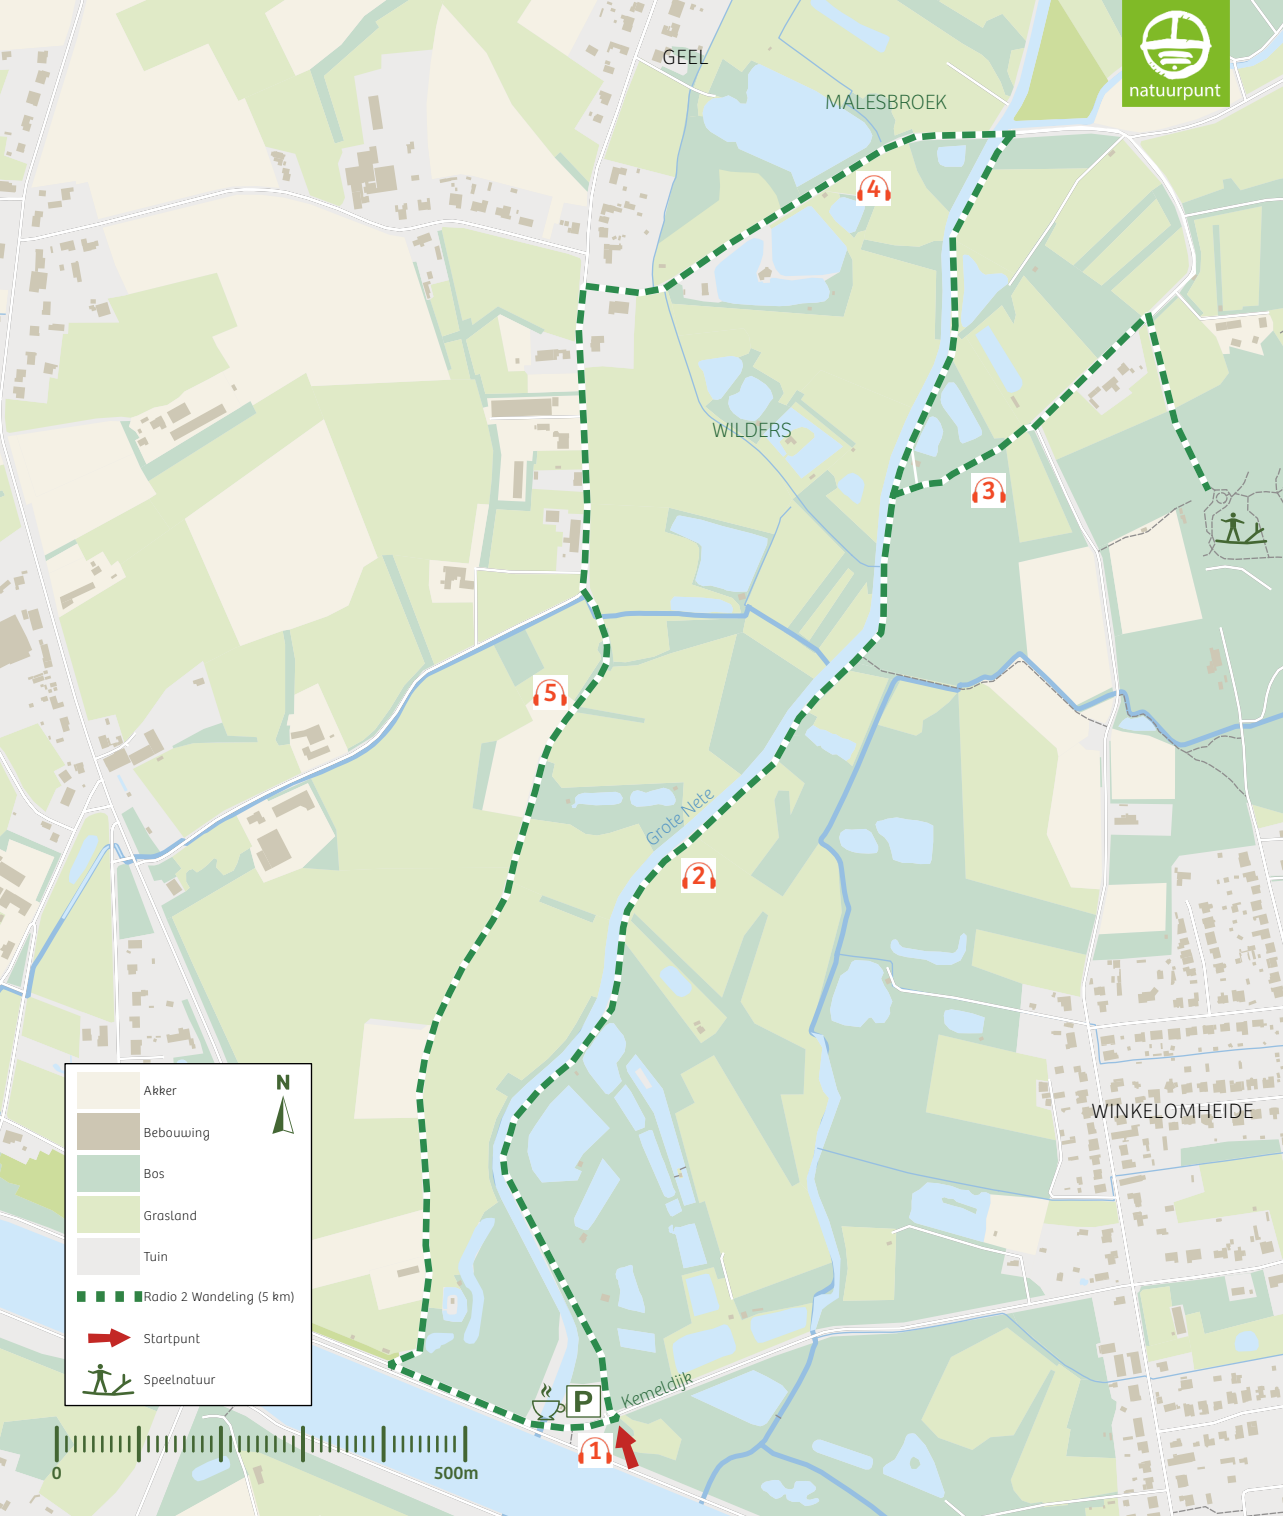 GEEL
natuurpunt
MALESBROEK
4
WILDERS
3
5
Grote Nete
2
WINKELOMHEIDE
N
Akker
Bebouwing
Bos
Grasland
Tuin
Radio 2 Wandeling (5 km)
Startpunt
Speelnatuur
P
Kemeldijk
1
0
500m